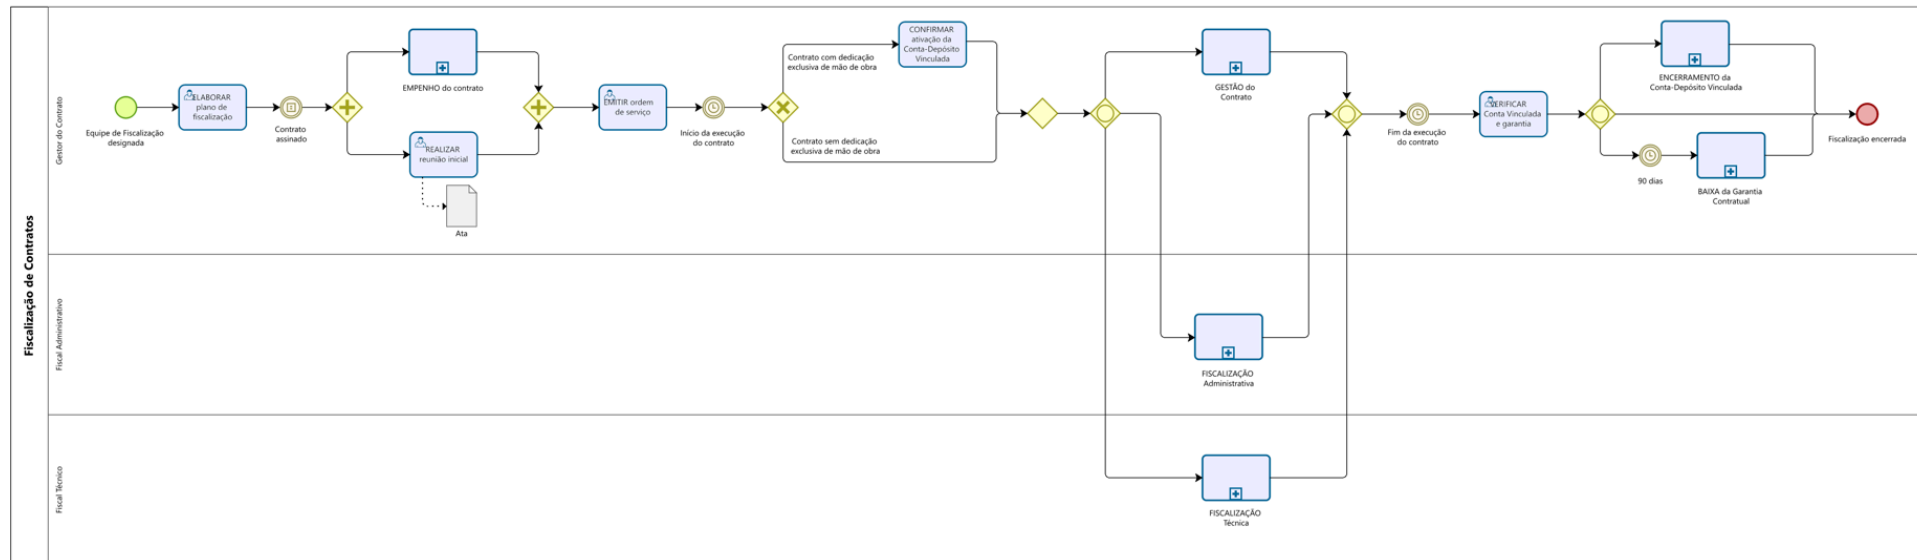 Fiscalização de Contratos
Gestor do Contrato
Equipe de Fiscalização
designada
ELABORAR
plano de
fiscalização
Contrato
assinado
EMPENHO do contrato
REALIZAR
reunião inicial
Ata
EMITIR ordem
de serviço
Início da execução
do contrato
Contrato com dedicação
exclusiva de mão de obra
Contrato sem dedicação
exclusiva de mão de obra
CONFIRMAR
ativação da
Conta-Depósito
Vinculada
GESTÃO do
Contrato
Fim da execução
do contrato
VERIFICAR
Conta Vinculada
e garantia
ENCERRAMENTO da
Conta-Depósito Vinculada
90 dias
BAIXA da Garantia
Contratual
Fiscalização encerrada
Fiscal Administrativo
FISCALIZAÇÃO
Administrativa
Fiscal Técnico
FISCALIZAÇÃO
Técnica